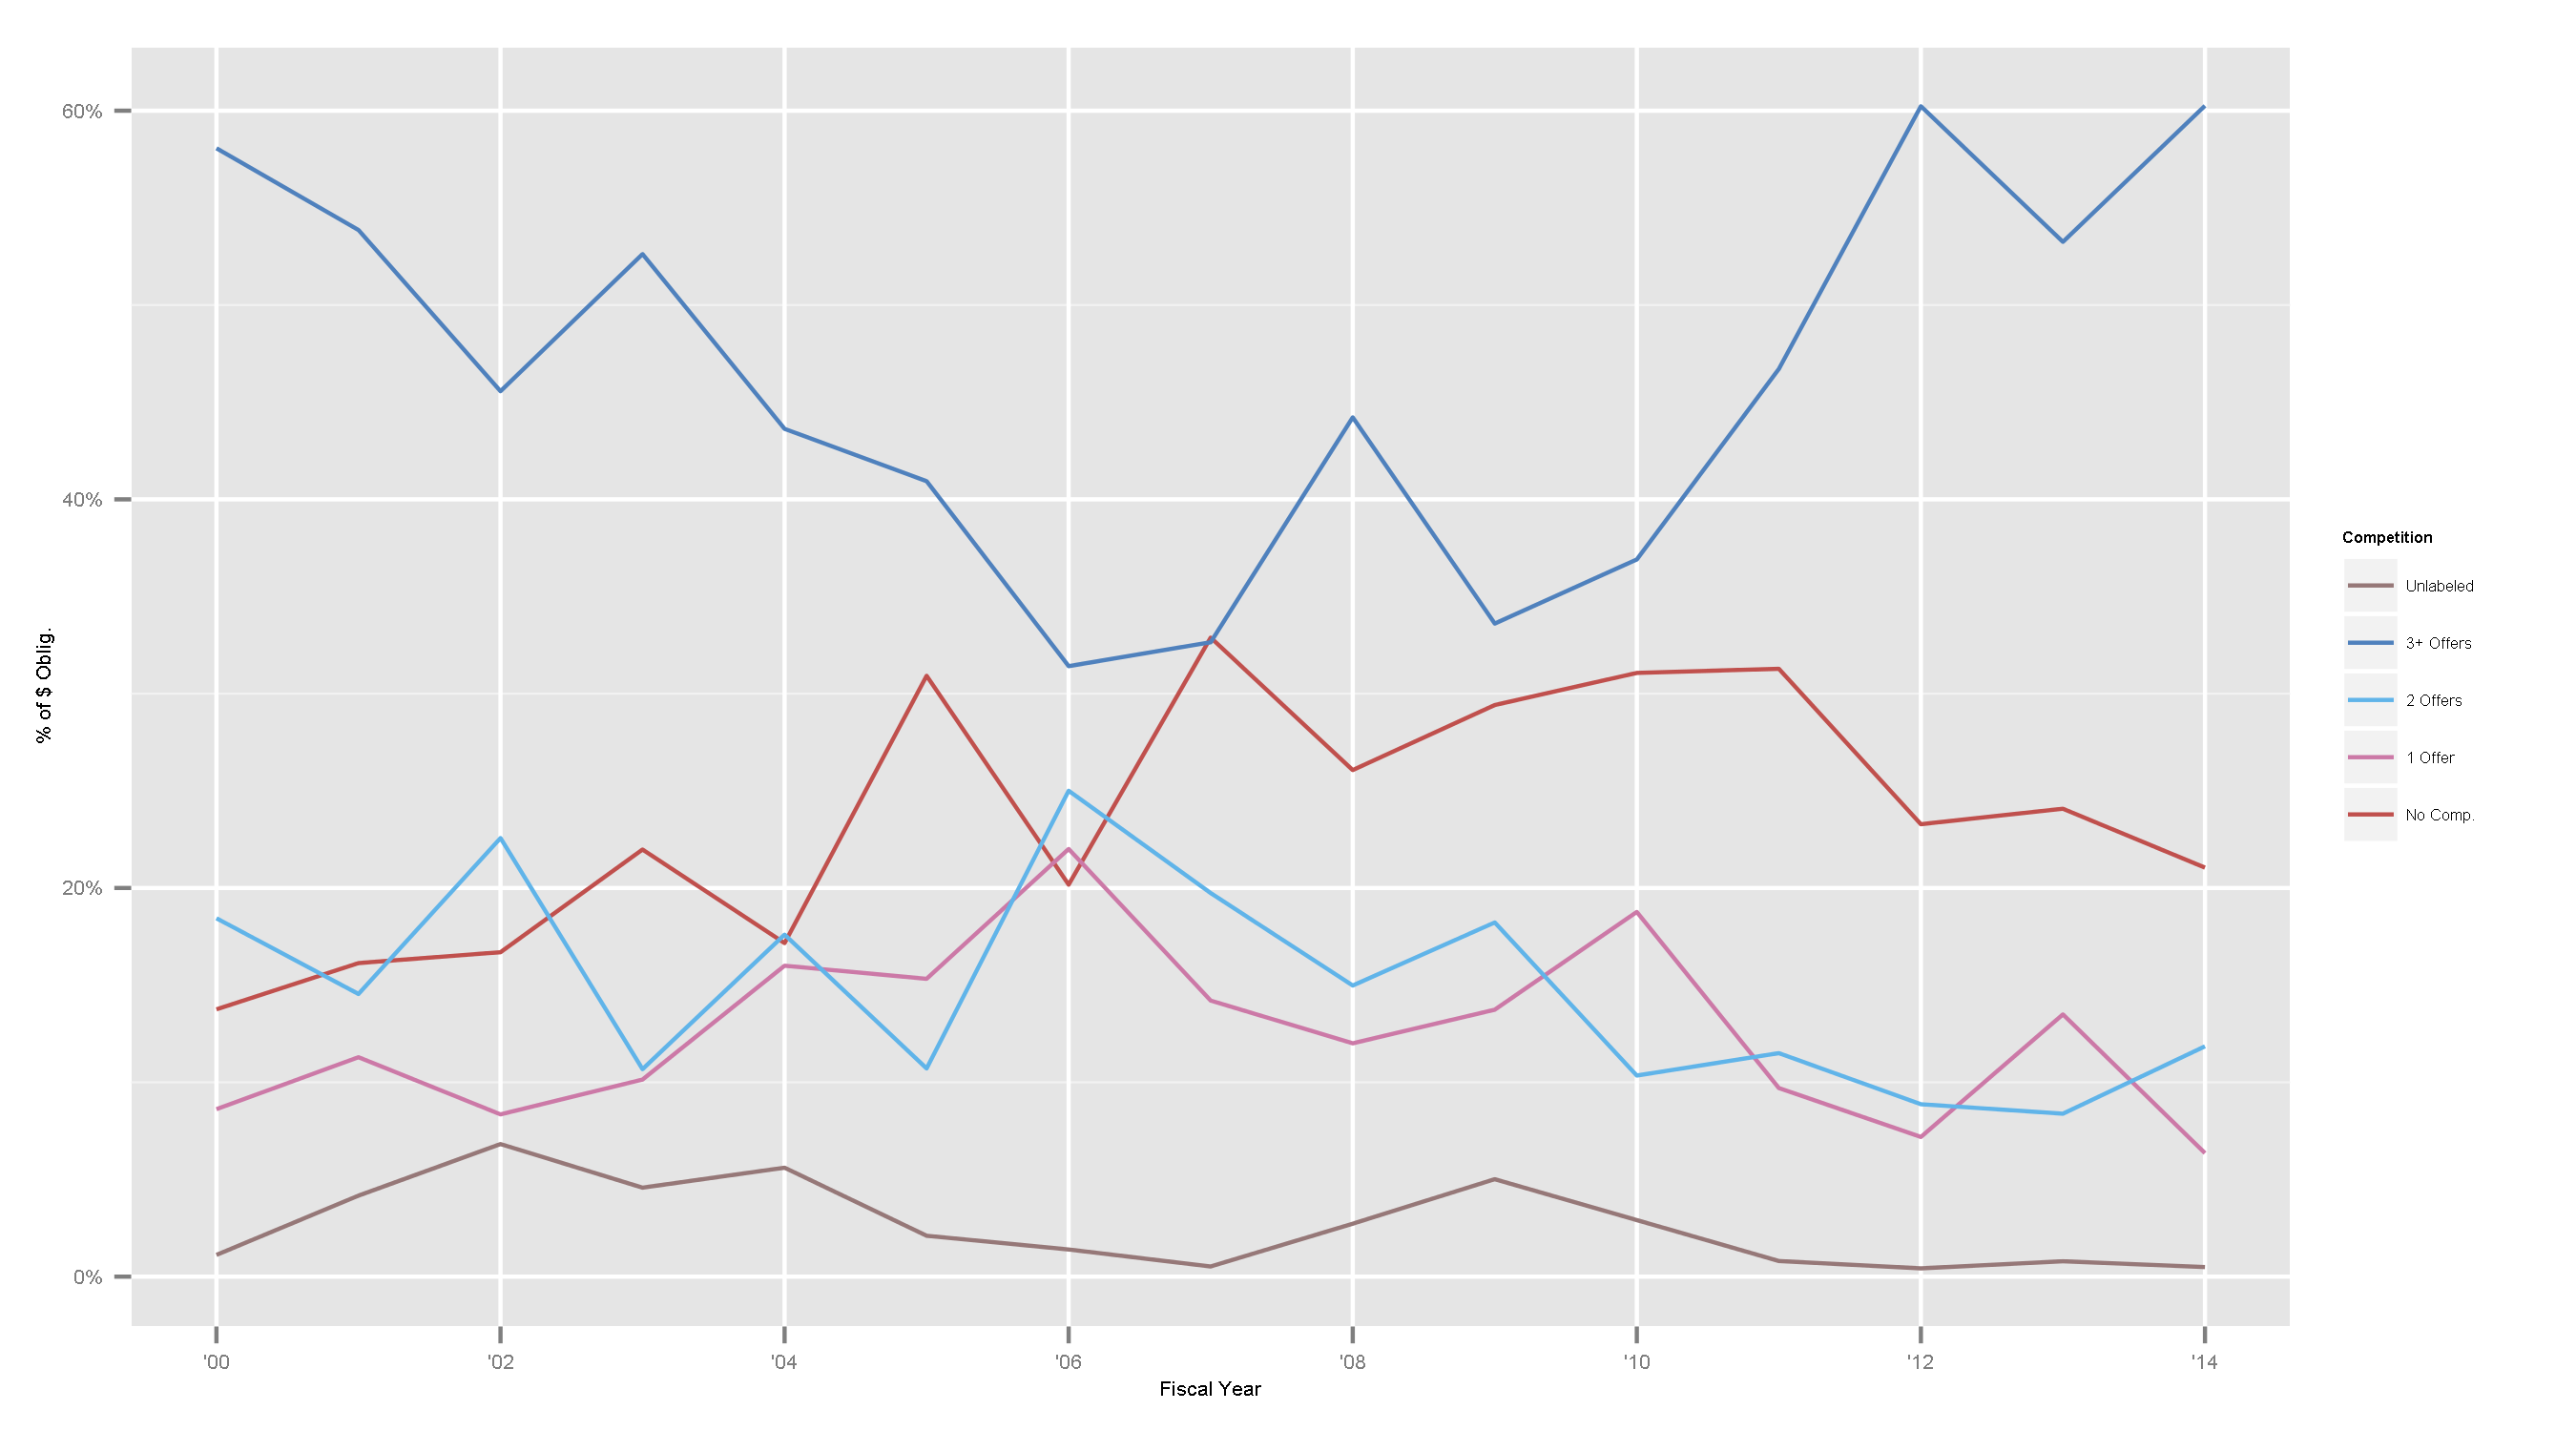 60%
40%
20%
0%
% of $ Oblig.
'00 '02 '04 '06 '08 '10 '12 '14
Fiscal Year
Competition
Unlabeled
3+ Offers
2 Offers
1 Offer
No Comp.